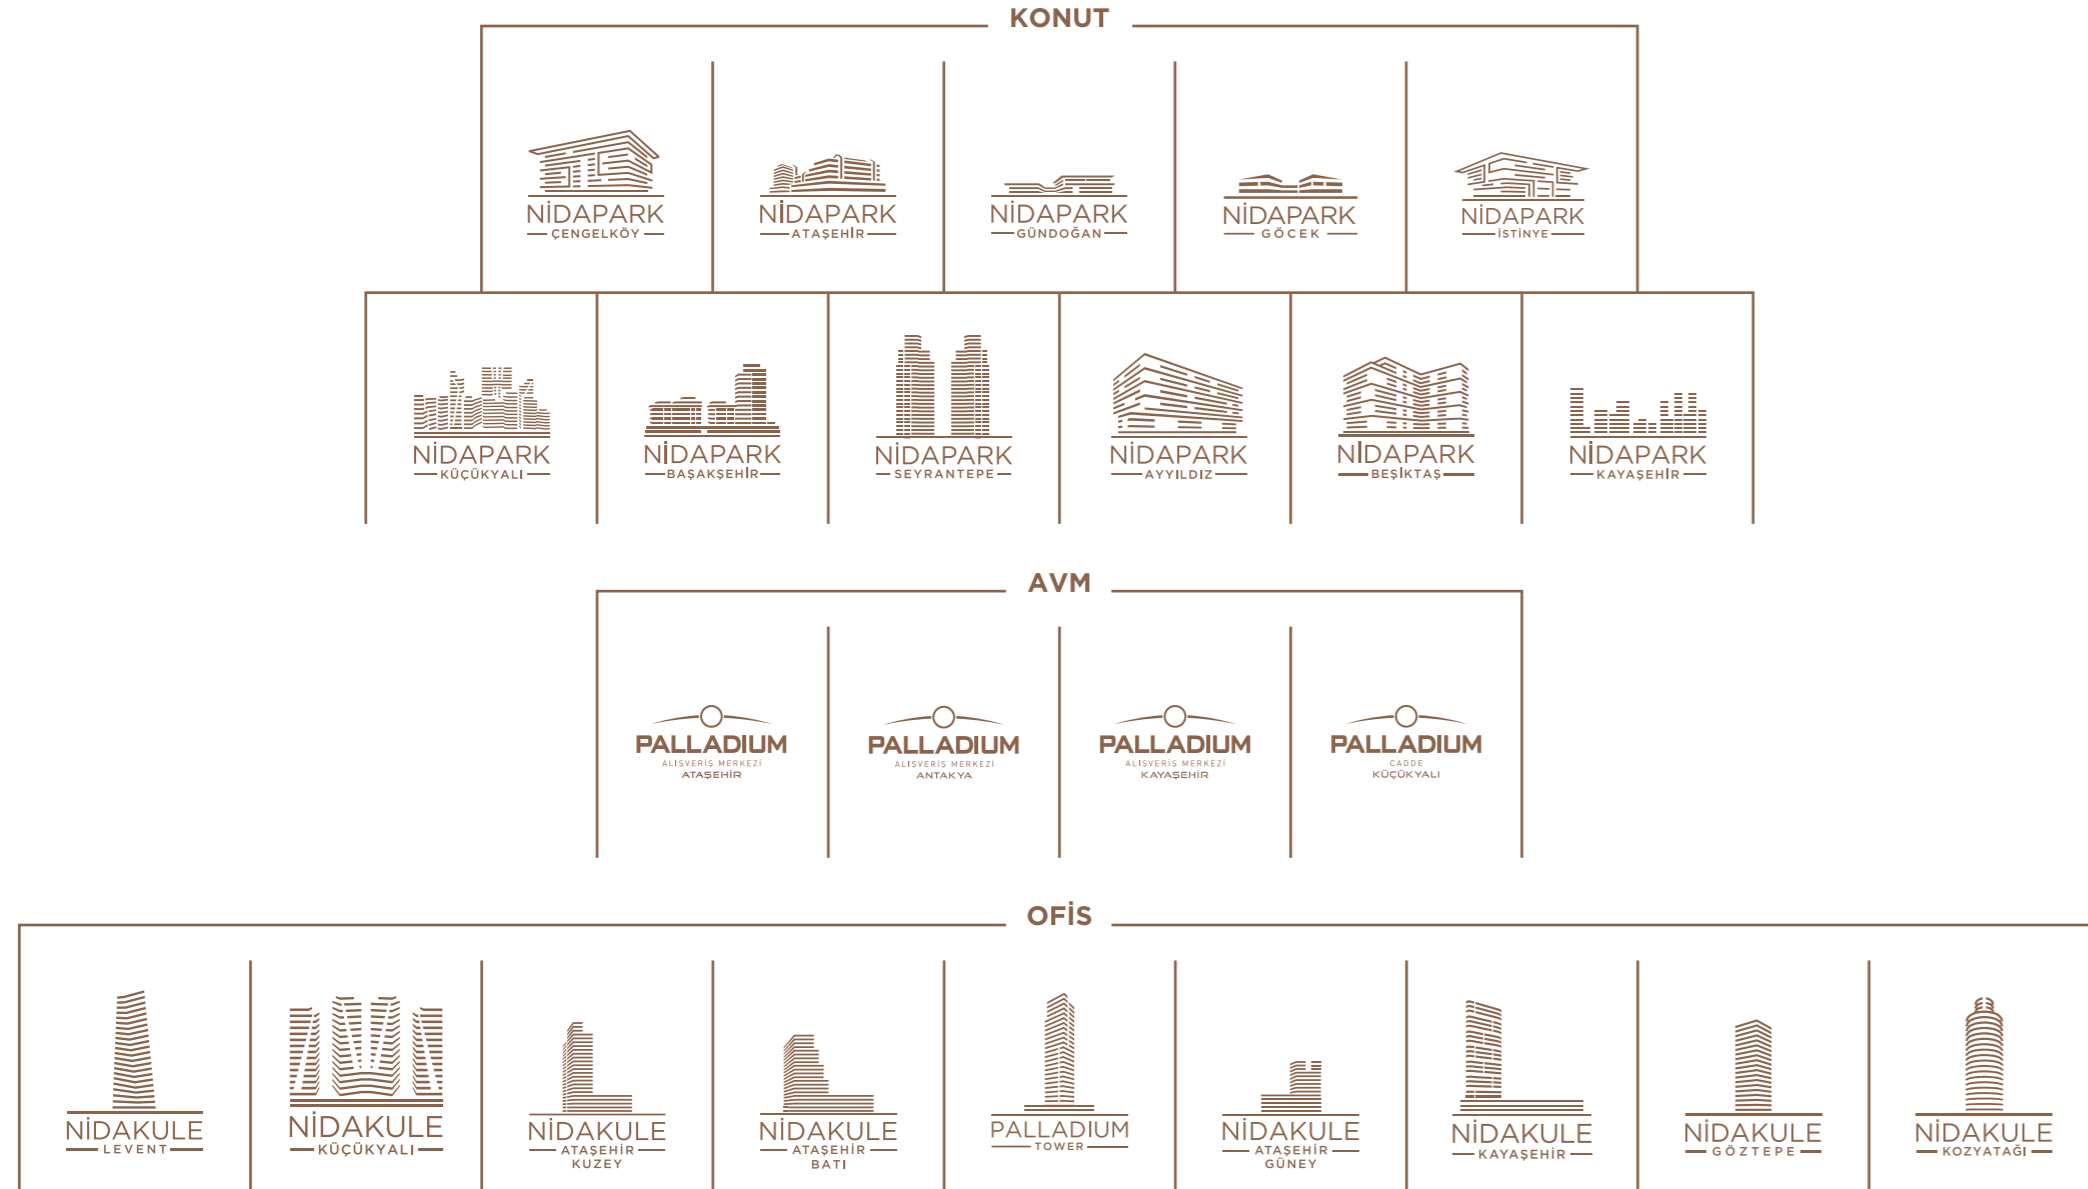 KONUT
NİDAPARK
ÇENGELKÖY
NİDAPARK
ATAŞEHİR
NİDAPARK
GÜNDOĞAN
NİDAPARK
GÖCEK
NİDAPARK
İSTİNYE
NİDAPARK
KÜÇÜKYALI
NİDAPARK
BAŞAKŞEHİR
NİDAPARK
SEYRANTEPE
NİDAPARK
AYYILDIZ
NİDAPARK
BEŞİKTAŞ
NİDAPARK
KAYAŞEHİR
AVM
PALLADIUM
ALIŞVERİŞ MERKEZİ
ATAŞEHİR
PALLADIUM
ALIŞVERİŞ MERKEZİ
ANTAKYA
PALLADIUM
ALIŞVERİŞ MERKEZİ
KAYAŞEHİR
PALLADIUM
CADDE
KÜÇÜKYALI
OFİS
NİDAKULE
LEVENT
NİDAKULE
KÜÇÜKYALI
NİDAKULE
ATAŞEHİR
KUZEY
NİDAKULE
ATAŞEHİR
BATI
PALLADIUM
TOWER
NİDAKULE
ATAŞEHİR
GÜNEY
NİDAKULE
KAYAŞEHİR
NİDAKULE
GÖZTEPE
NİDAKULE
KOZYATAĞI